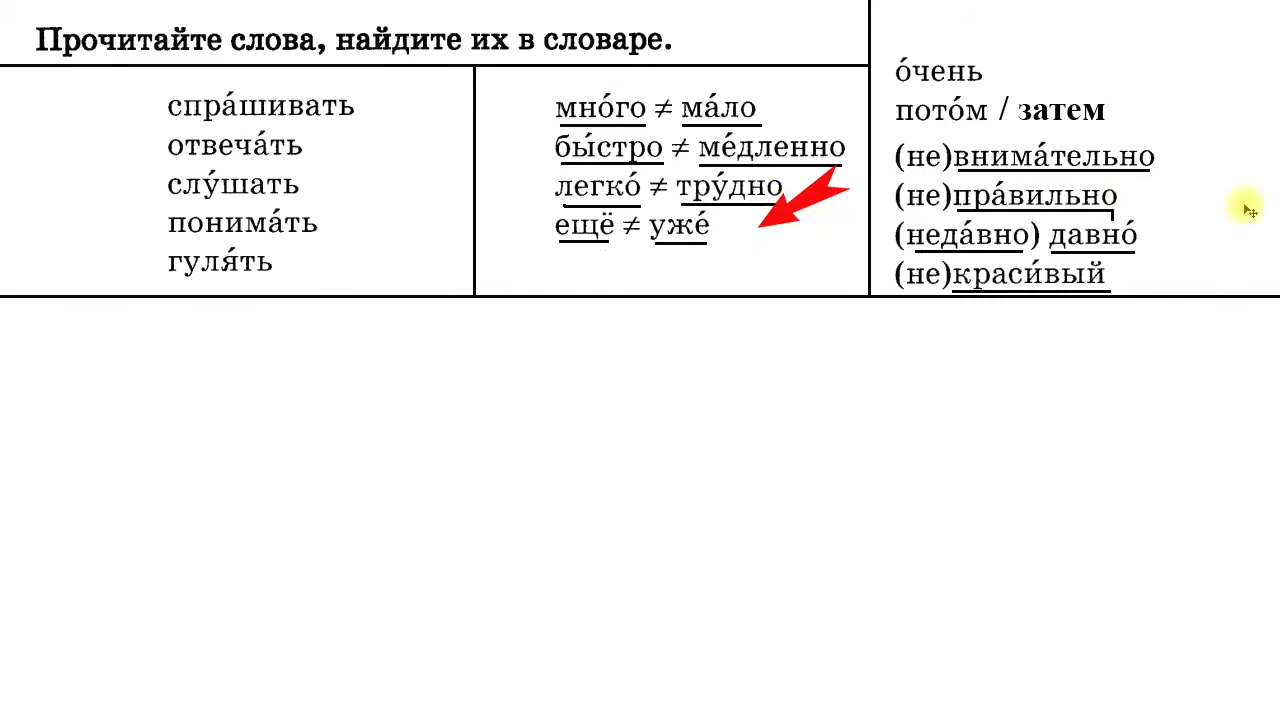 Прочитайте слова, найдите их в словаре.
спра́шивать
отвеча́ть
слу́шать
понима́ть
гуля́ть
мно́го ≠ ма́ло
бы́стро ≠ ме́дленно
легко́ ≠ тру́дно
ещё ≠ уже́
о́чень
пото́м / затем
(не)внима́тельно
(не)пра́вильно
(неда́вно) давно́
(не)краси́вый